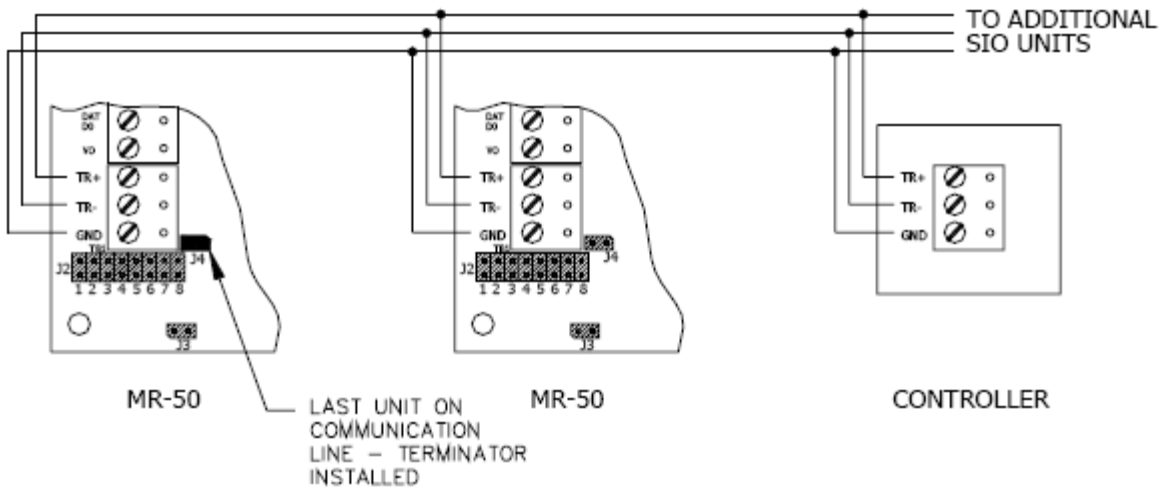 TO ADDITIONAL
SIO UNITS
DAT
D0
VO
TR+
TR-
GND
TB1
J4
J2
1 2 3 4 5 6 7 8
J3
MR-50
DAT
D0
VO
TR+
TR-
GND
TB1
J4
J2
1 2 3 4 5 6 7 8
J3
MR-50
TR+
TR-
GND
CONTROLLER
LAST UNIT ON
COMMUNICATION
LINE – TERMINATOR
INSTALLED